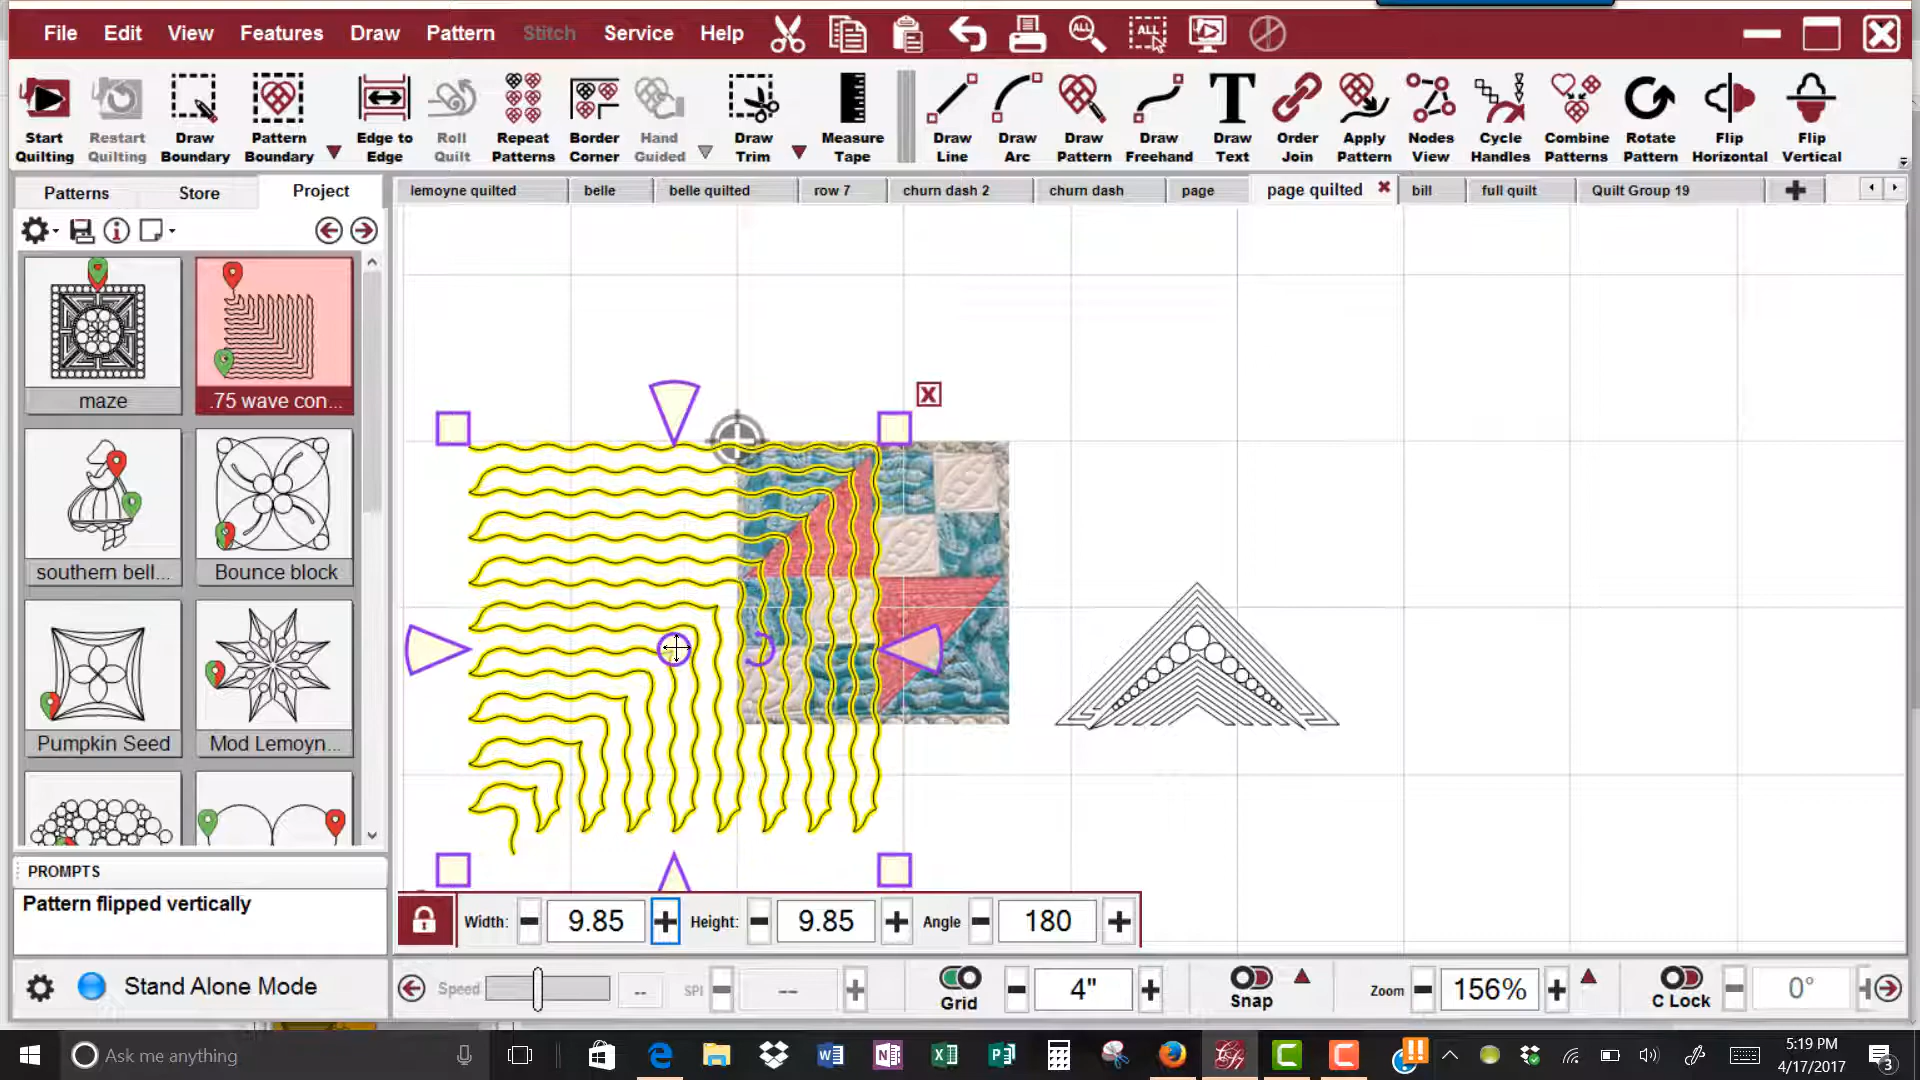 File Edit View Features Draw Pattern Stitch Service Help ALL ALL
Start Quilting
Restart Quilting
Draw Boundary
Pattern Boundary
Edge to Edge
Roll Quilt
Repeat Patterns
Border Corner
Hand Guided
Draw Trim
Measure Tape
Draw Line
Draw Arc
Draw Pattern
Draw Freehand
Draw Text
Order Join
Apply Pattern
Nodes View
Cycle Handles
Combine Patterns
Rotate Pattern
Flip Horizontal
Flip Vertical
Patterns Store Project
lemoyne quilted belle belle quilted row 7 churn dash 2 churn dash page page quilted bill full quilt Quilt Group 19
maze .75 wave con...
southern bell... Bounce block
Pumpkin Seed Mod Lemoyn...
PROMPTS
Pattern flipped vertically
Width: 9.85 Height: 9.85 Angle 180
Stand Alone Mode
Speed -- SPI -- Grid 4" Snap Zoom 156% C Lock 0°
Ask me anything
5:19 PM
4/17/2017
3